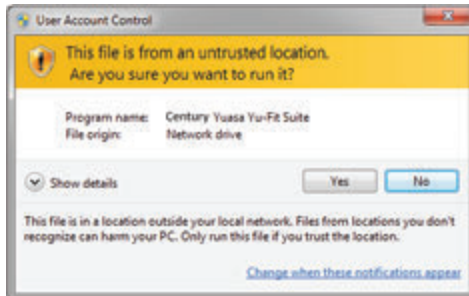 User Account Control
This file is from an untrusted location.
Are you sure you want to run it?
Program name: Century Yuasa Yu-Fit Suite
File origin: Network drive
Show details
Yes
No
This file is in a location outside your local network. Files from locations you don't
recognize can harm your PC. Only run this file if you trust the location.
Change when these notifications appear